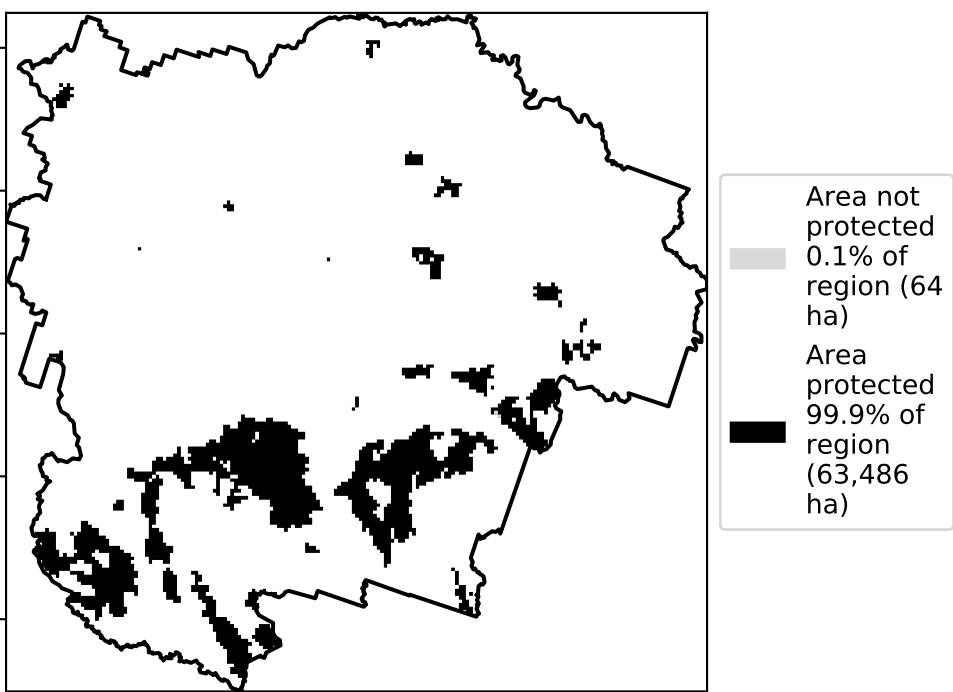 Area not
protected
0.1% of
region (64
ha)
Area
protected
99.9% of
region
(63,486
ha)